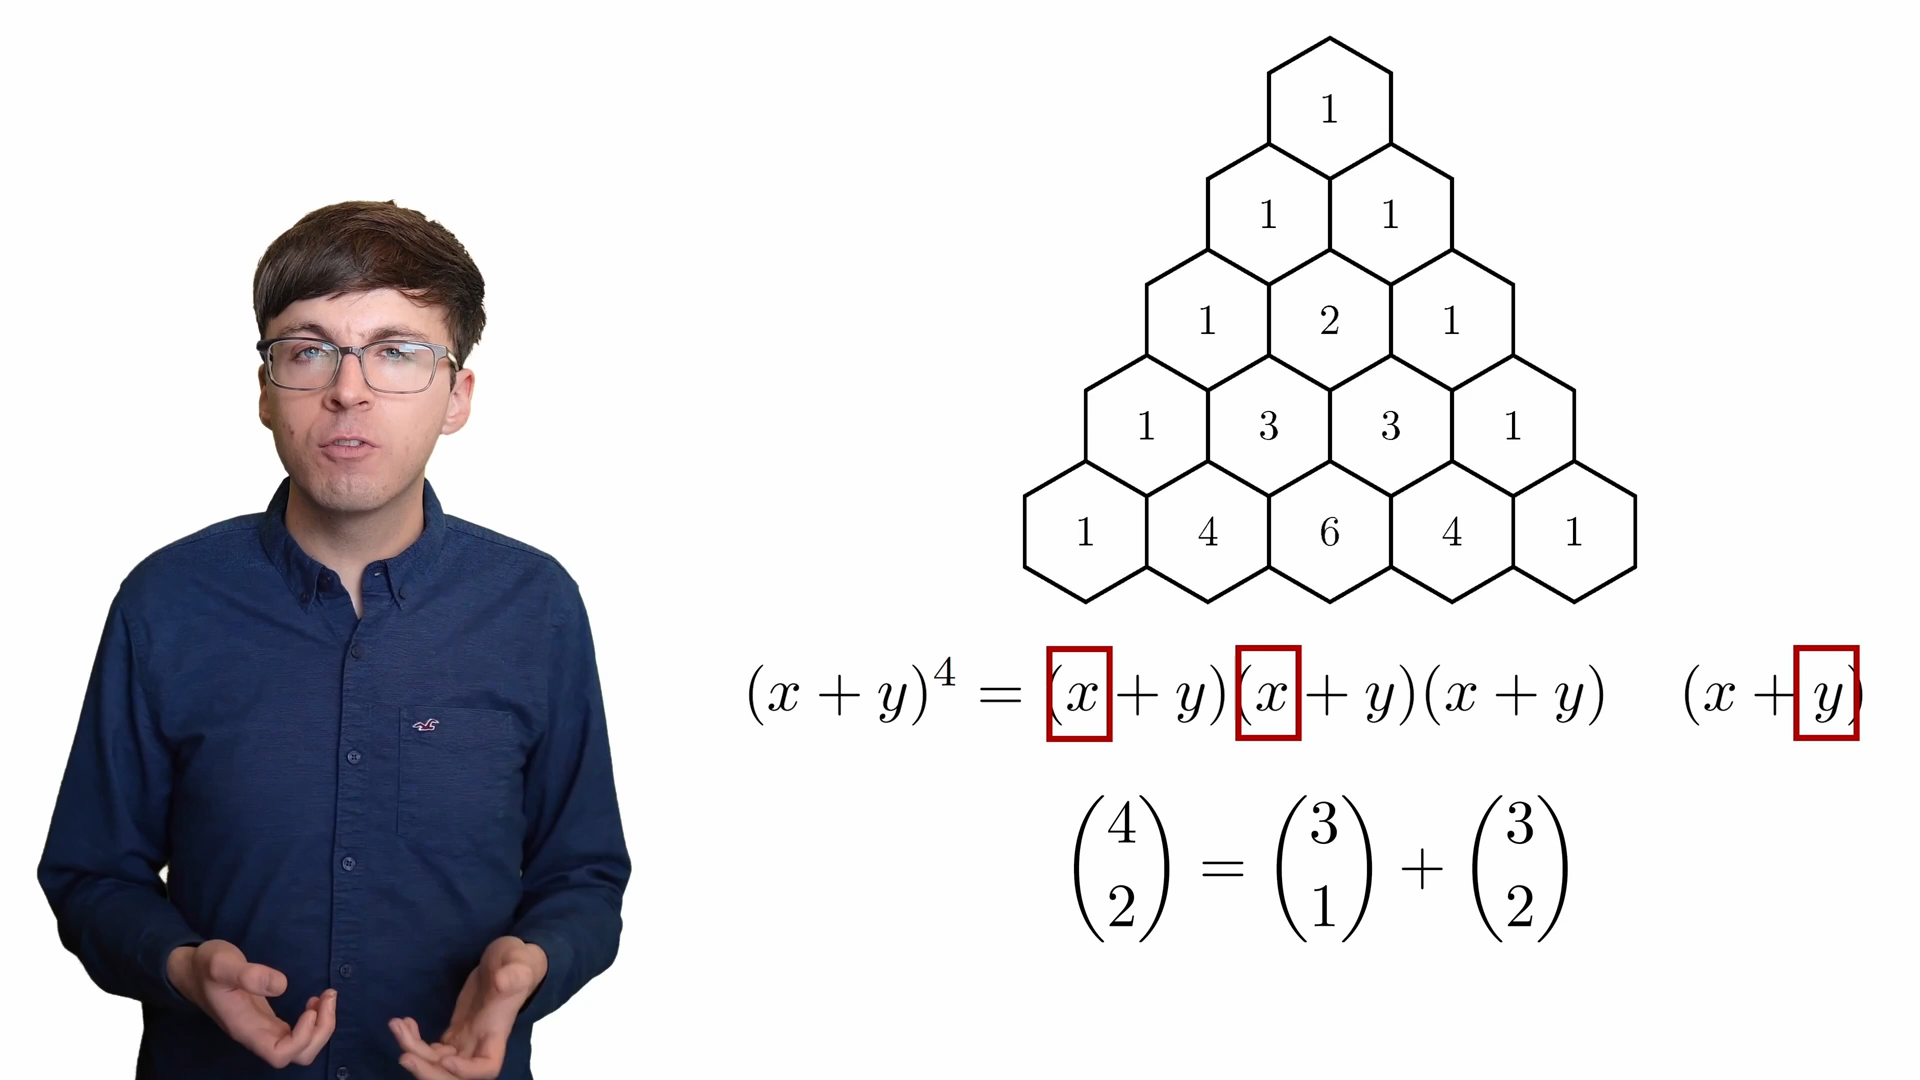 1
1 1
1 2 1
1 3 3 1
1 4 6 4 1
(x + y)⁴ = (x + y)(x + y)(x + y) (x + y)
(4 2) = (3 1) + (3 2)